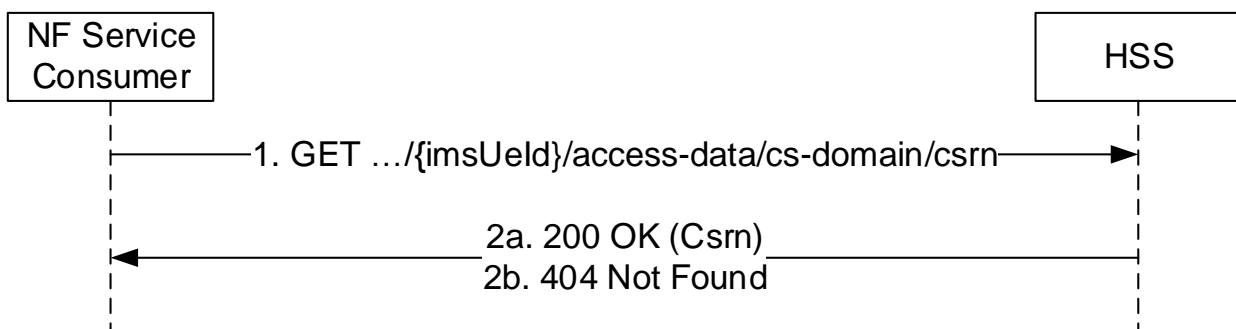 NF Service
Consumer
HSS
1. GET …/{imsUeId}/access-data/cs-domain/csrn
2a. 200 OK (Csrn)
2b. 404 Not Found